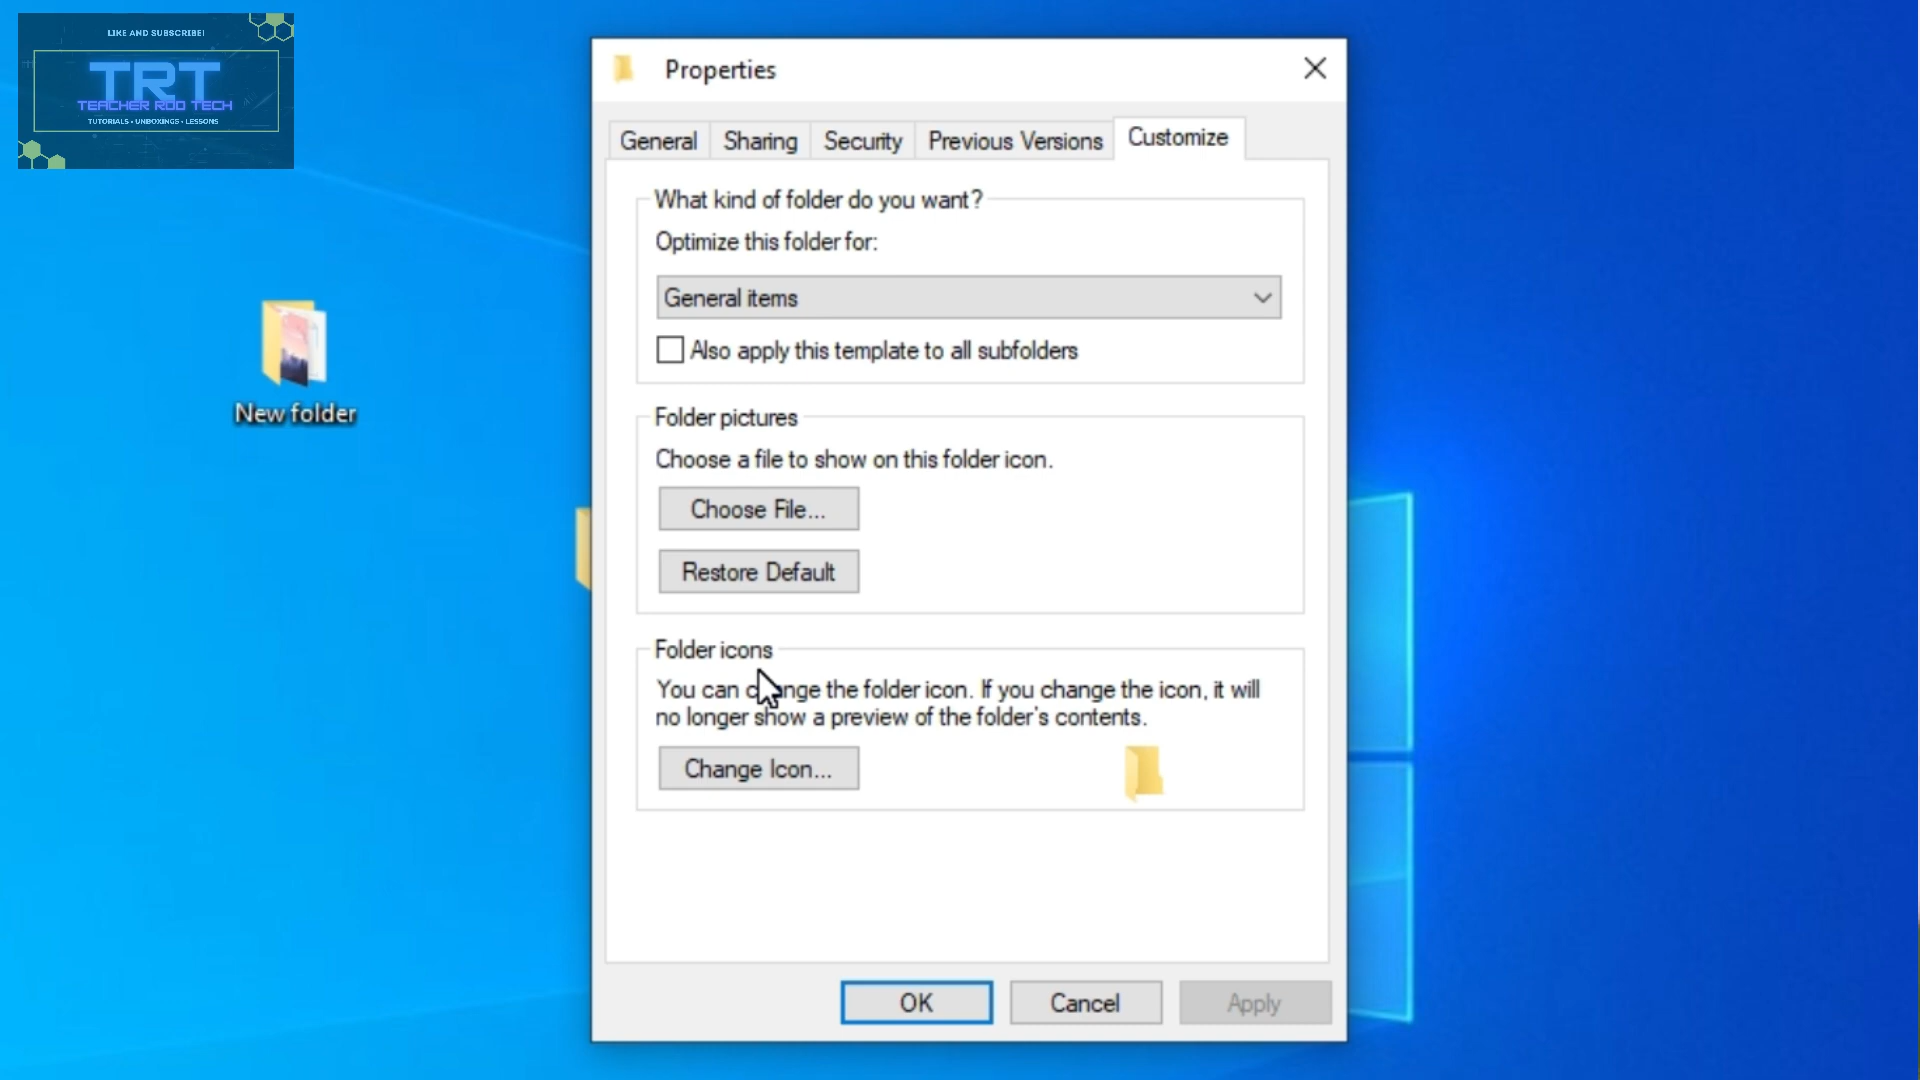 LIKE AND SUBSCRIBE!
TRT
TEACHER ROD TECH
TUTORIALS • UNBOXINGS • LESSONS
New folder
Properties
General
Sharing
Security
Previous Versions
Customize
What kind of folder do you want?
Optimize this folder for:
General items
Also apply this template to all subfolders
Folder pictures
Choose a file to show on this folder icon.
Choose File...
Restore Default
Folder icons
You can change the folder icon. If you change the icon, it will
no longer show a preview of the folder's contents.
Change Icon...
OK
Cancel
Apply